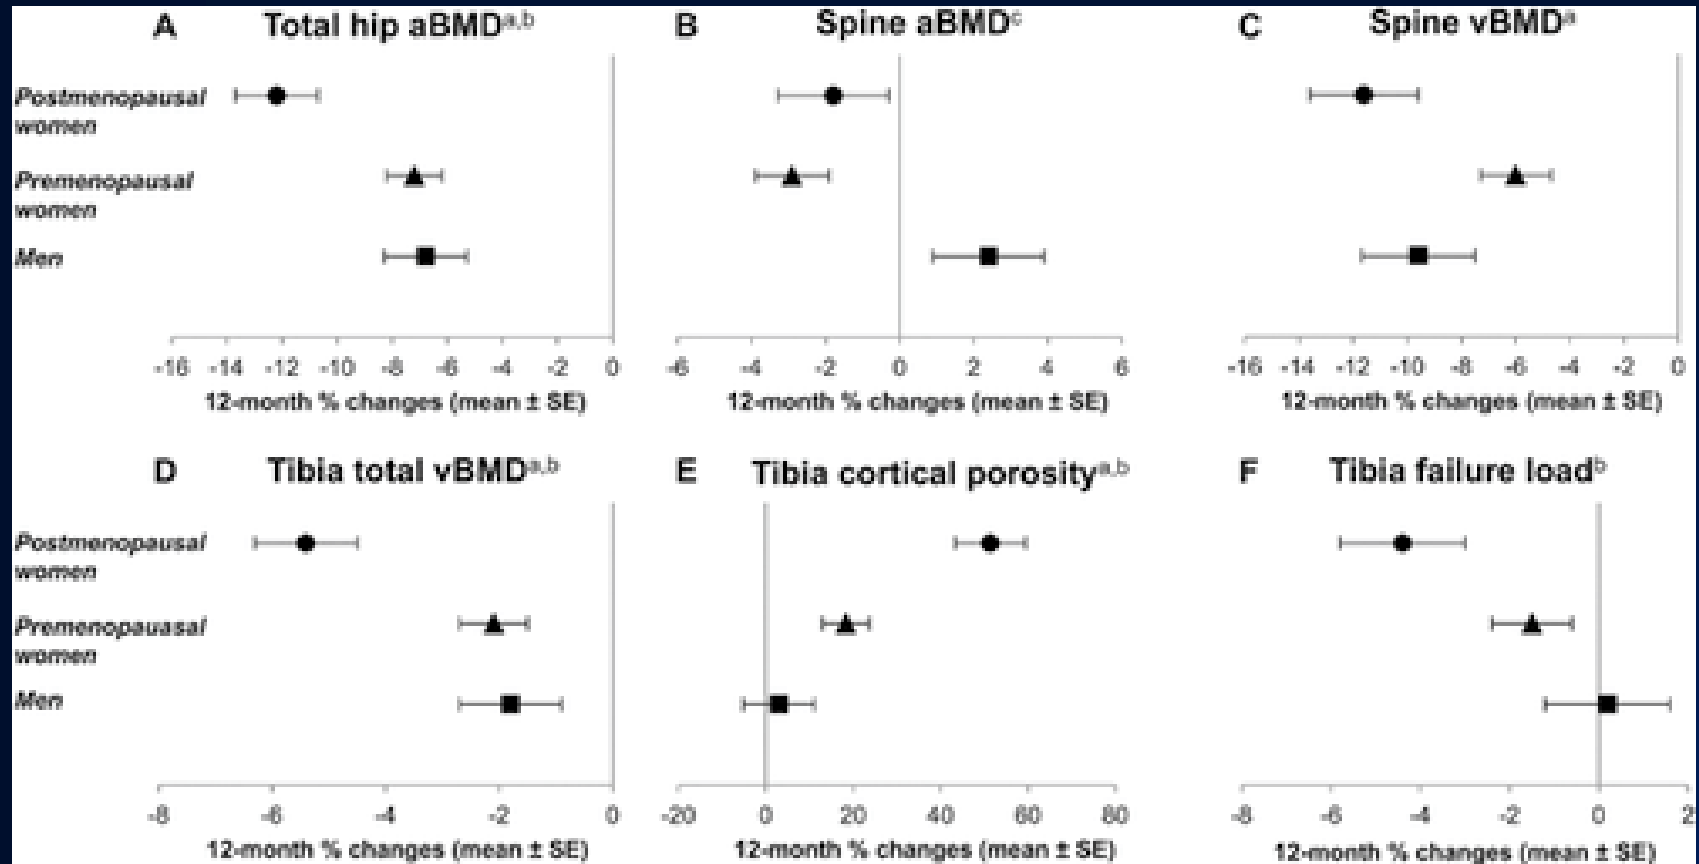 A Total hip aBMDa,b B Spine aBMDc C Spine vBMDa
Postmenopausal
women
Premenopausal
women
Men
-16 -14 -12 -10 -8 -6 -4 -2 0 -6 -4 -2 0 2 4 6 -16 -14 -12 -10 -8 -6 -4 -2 0
12-month % changes (mean ± SE) 12-month % changes (mean ± SE) 12-month % changes (mean ± SE)
D Tibia total vBMDa,b E Tibia cortical porositya,b F Tibia failure loadb
Postmenopausal
women
Premenopauasal
women
Men
-8 -6 -4 -2 0 -20 0 20 40 60 80 -8 -6 -4 -2 0 2
12-month % changes (mean ± SE) 12-month % changes (mean ± SE) 12-month % changes (mean ± SE)